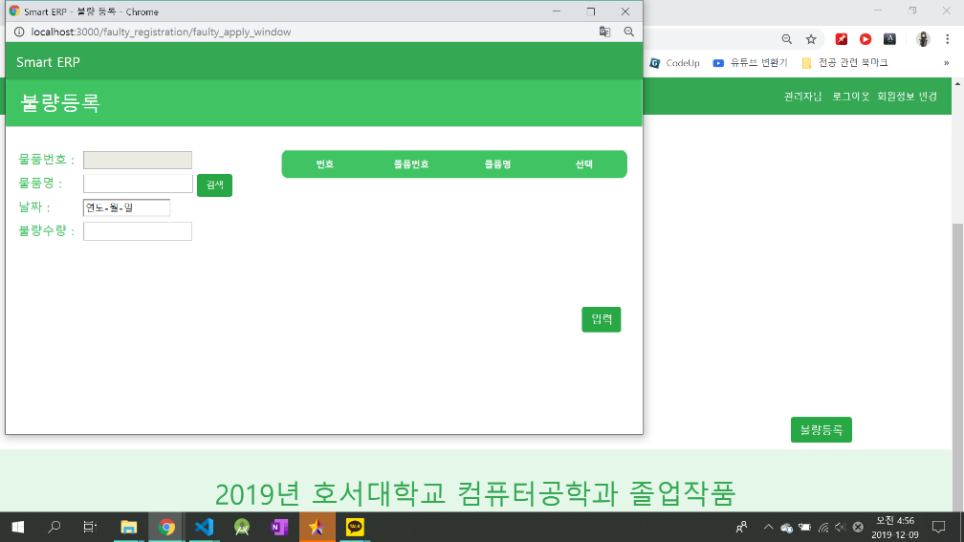 Smart ERP - 불량 등록 - Chrome
localhost:3000/faulty_registration/faulty_apply_window
Smart ERP
불량등록
물품번호 :
물품명 :
검색
날짜 :
연도-월-일
불량수량 :
번호 물품번호 물품명 선택
입력
CodeUp 유튜브 변환기 전공 관련 북마크 »
관리자님 로그아웃 회원정보 변경
불량등록
2019년 호서대학교 컴퓨터공학과 졸업작품
오전 4:56
2019-12-09